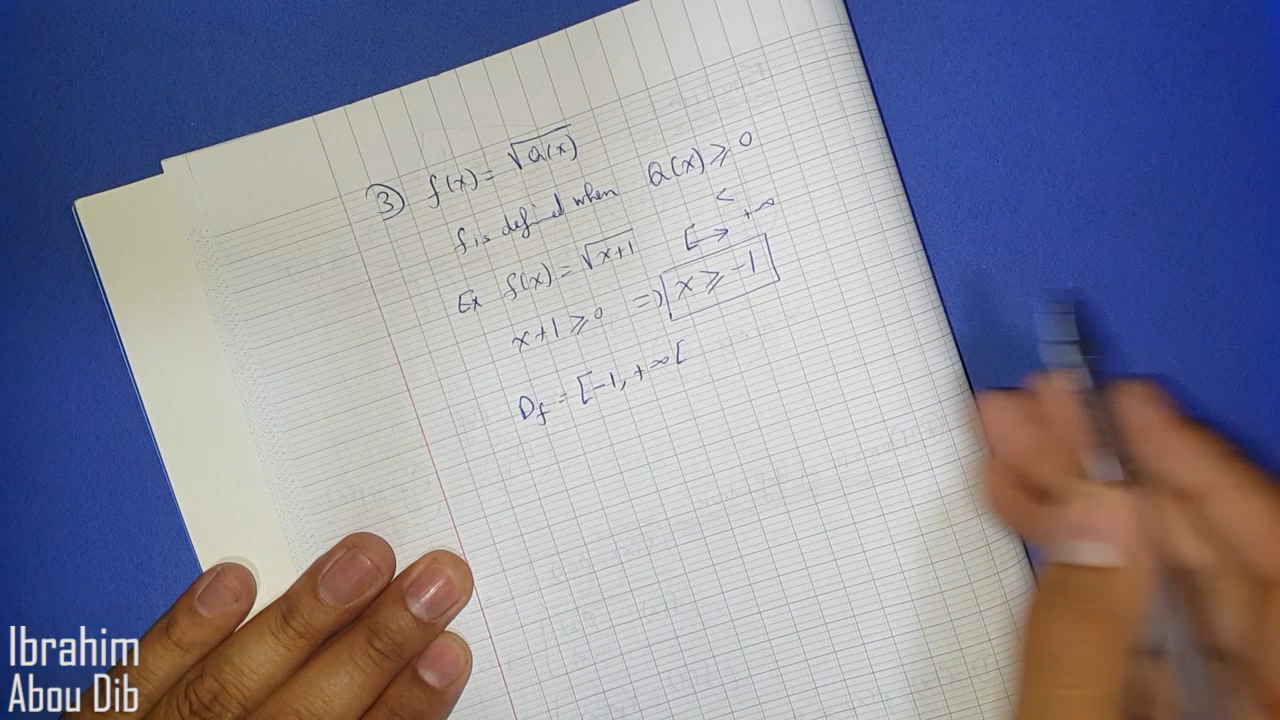 ③ f(x) = √Q(x)
f is defined when Q(x) ≥ 0
<
Ex f(x) = √x+1 [ → +∞
x+1 ≥ 0 ⇒ x ≥ -1
Df = [-1, +∞[
Ibrahim
Abou Dib